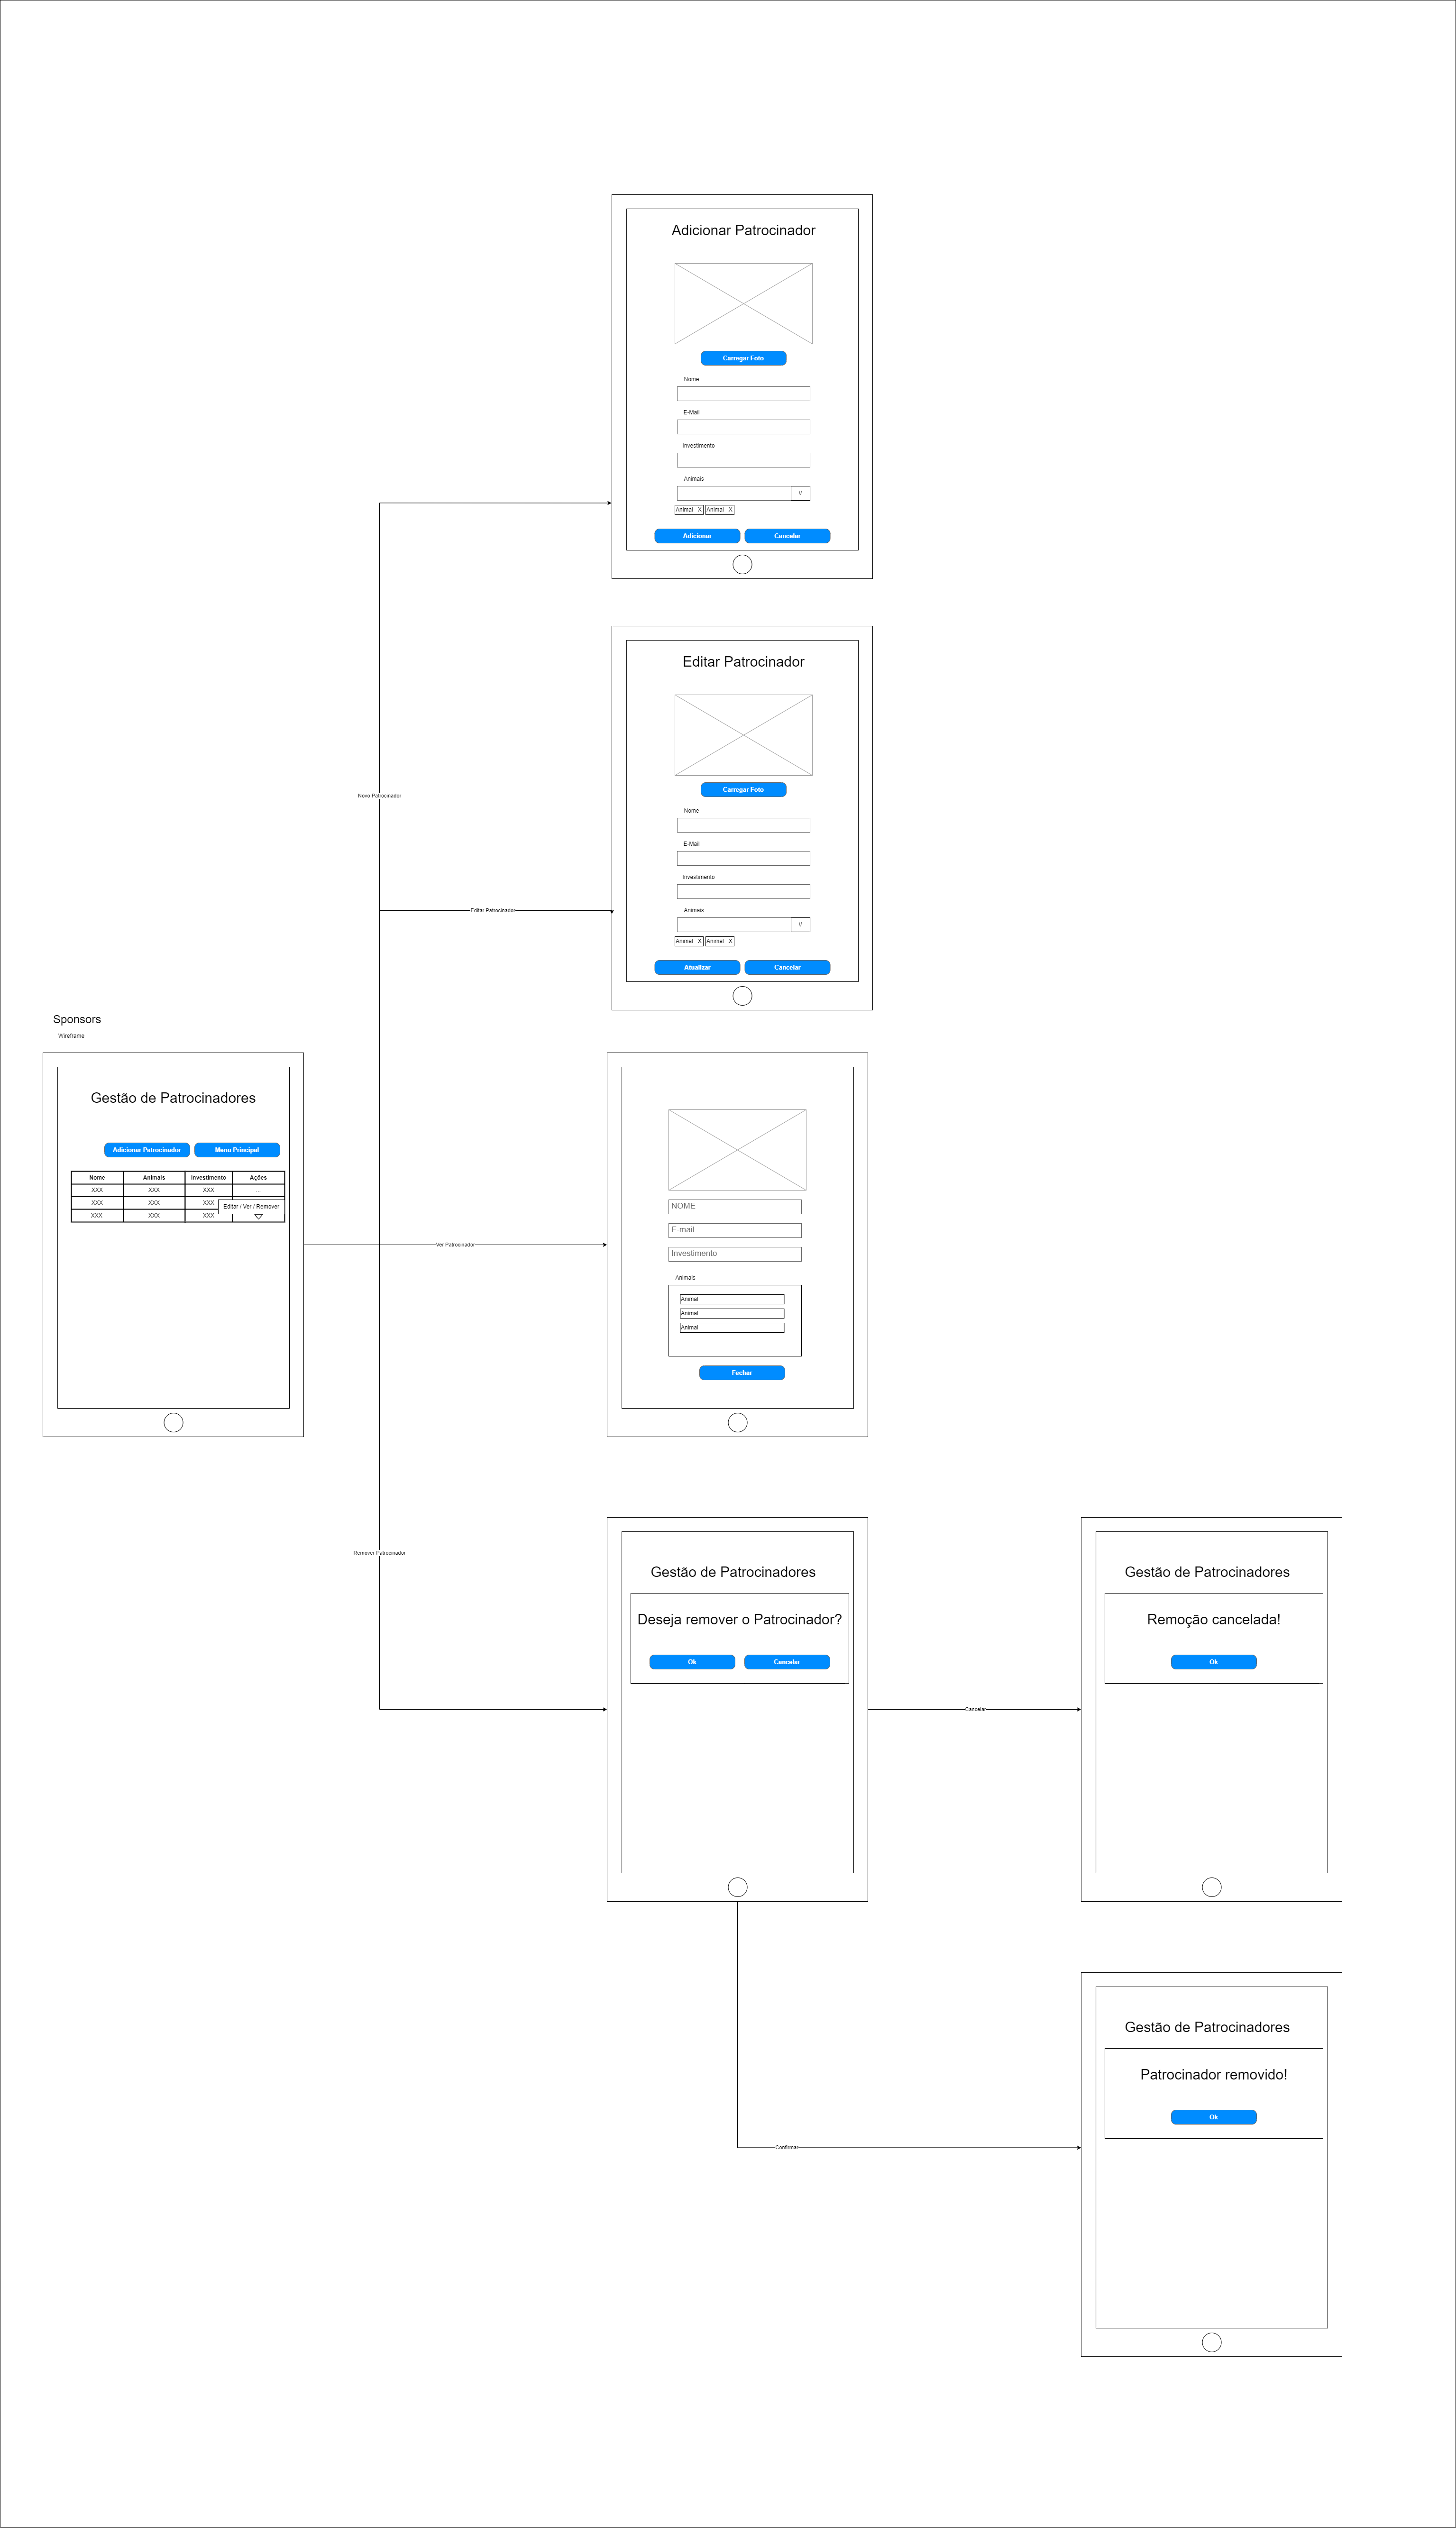 Adicionar Patrocinador
Carregar Foto
Nome
E-Mail
Investimento
Animais
V
Animal X Animal X
Adicionar Cancelar
Editar Patrocinador
Carregar Foto
Nome
E-Mail
Investimento
Animais
V
Animal X Animal X
Atualizar Cancelar
Novo Patrocinador
Editar Patrocinador
Sponsors
Wireframe
Gestão de Patrocinadores
Adicionar Patrocinador Menu Principal
Nome Animais Investimento Ações
XXX XXX XXX ...
XXX XXX XXX
Editar / Ver / Remover
XXX XXX XXX
Ver Patrocinador
NOME
E-mail
Investimento
Animais
Animal
Animal
Animal
Fechar
Remover Patrocinador
Gestão de Patrocinadores
Deseja remover o Patrocinador?
Ok Cancelar
Cancelar
Gestão de Patrocinadores
Remoção cancelada!
Ok
Confirmar
Gestão de Patrocinadores
Patrocinador removido!
Ok